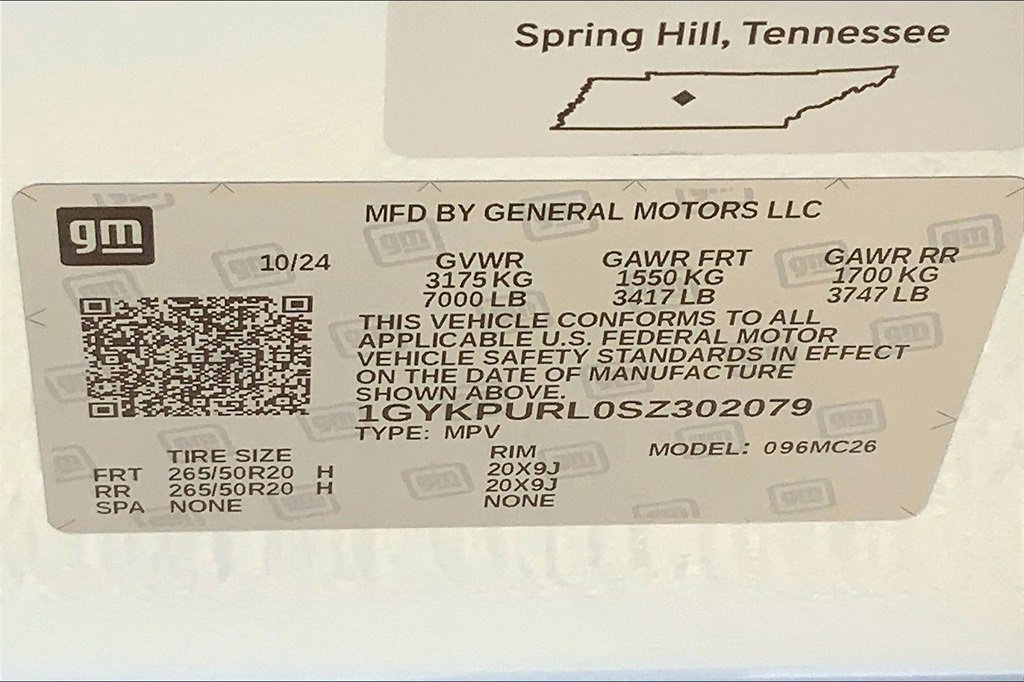 Spring Hill, Tennessee
gm
MFD BY GENERAL MOTORS LLC
10/24
GVWR GAWR FRT GAWR RR
3175 KG 1550 KG 1700 KG
7000 LB 3417 LB 3747 LB
THIS VEHICLE CONFORMS TO ALL
APPLICABLE U.S. FEDERAL MOTOR
VEHICLE SAFETY STANDARDS IN EFFECT
ON THE DATE OF MANUFACTURE
SHOWN ABOVE.
1GYKPURL0SZ302079
TYPE: MPV
TIRE SIZE RIM MODEL: 096MC26
FRT 265/50R20 H 20X9J
RR 265/50R20 H 20X9J
SPA NONE NONE